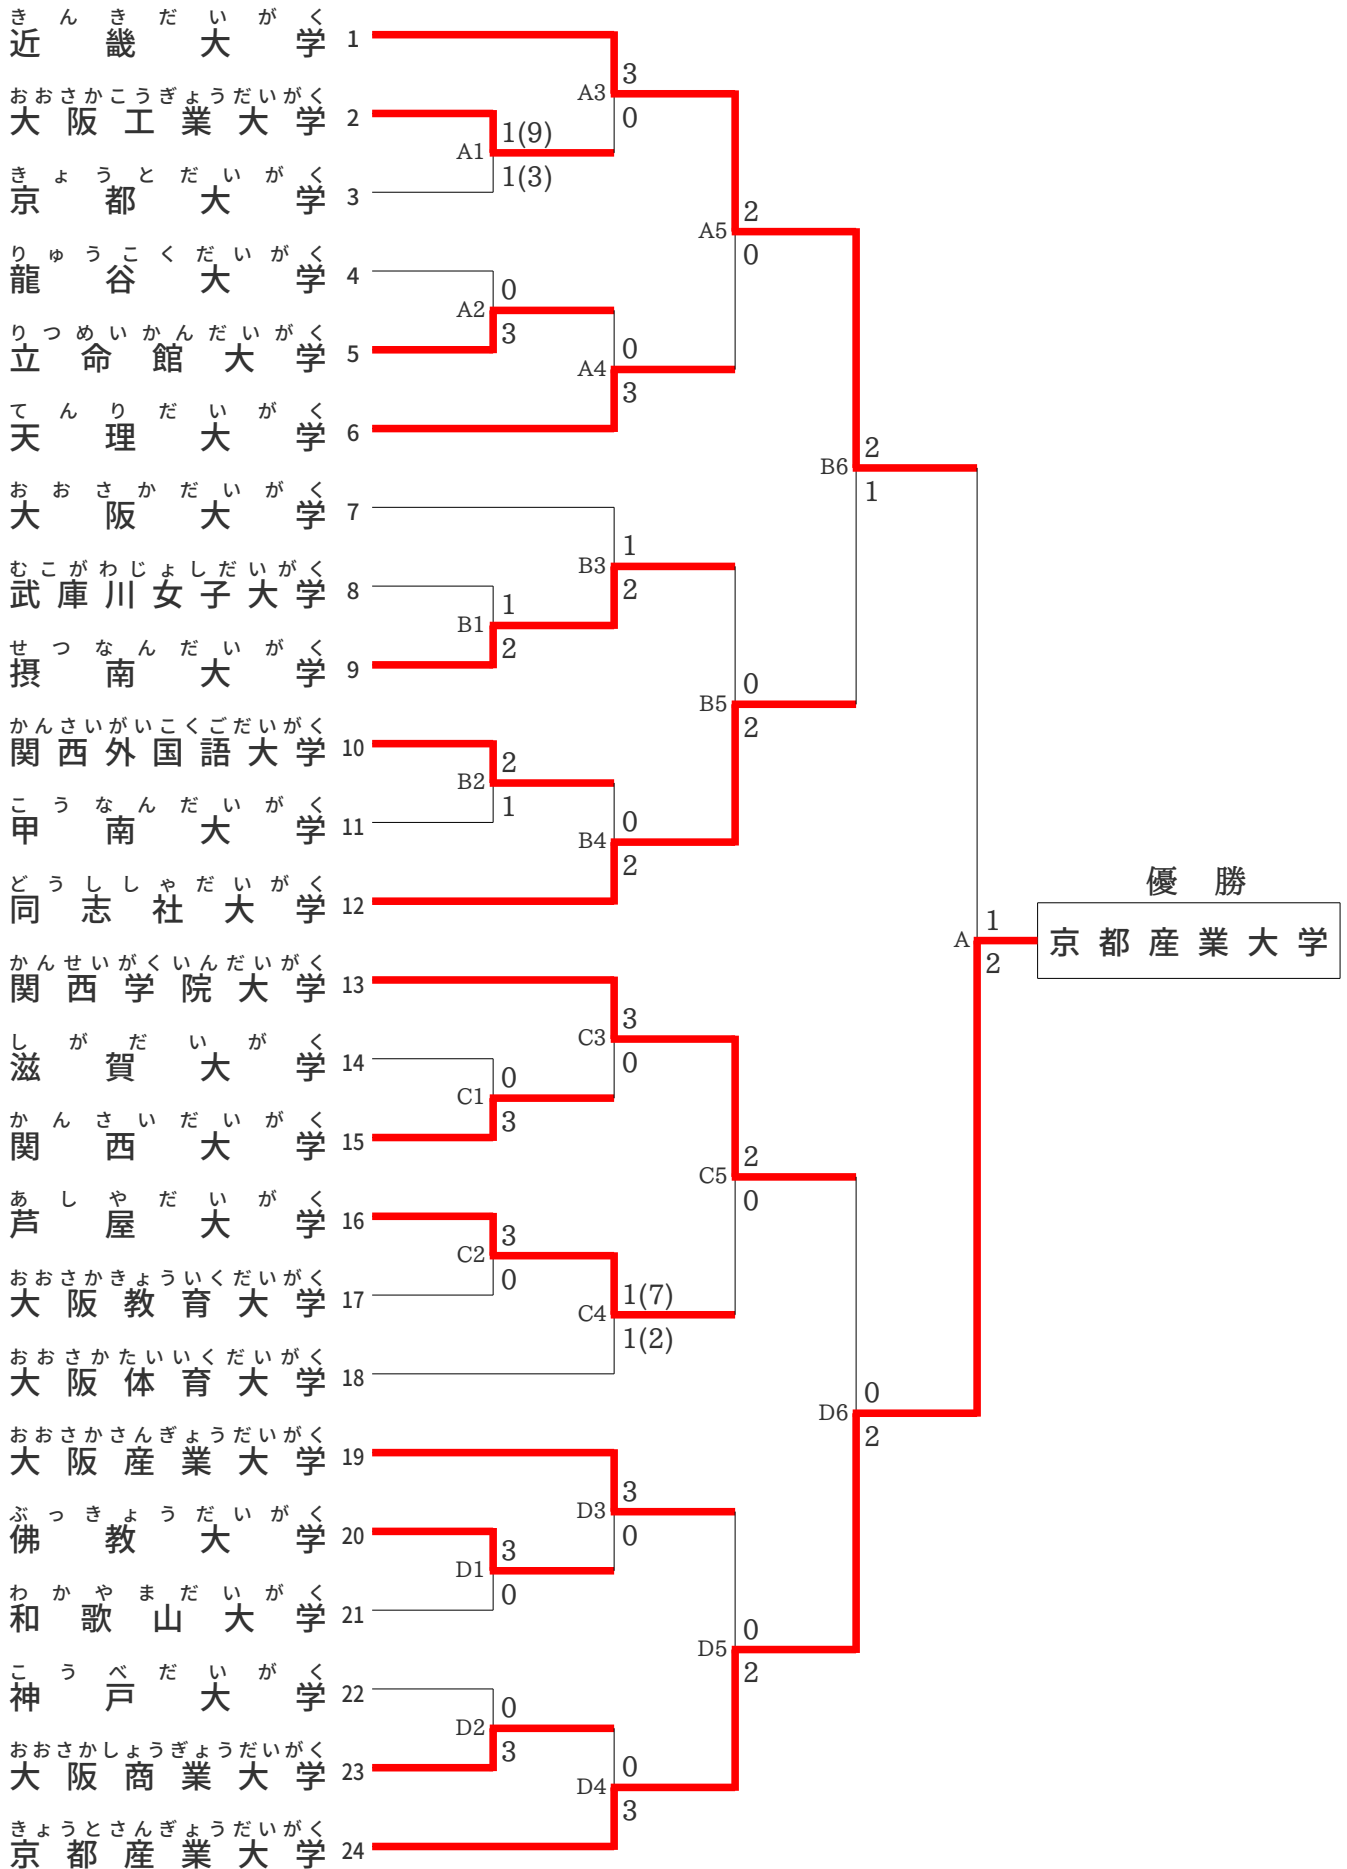 きんきだいがく
近畿大学 1
おおさかこうぎょうだいがく
大阪工業大学 2
きょうとだいがく
京都大学 3
りゅうこくだいがく
龍谷大学 4
りつめいかんだいがく
立命館大学 5
てんりだいがく
天理大学 6
おおさかだいがく
大阪大学 7
むこがわじょしだいがく
武庫川女子大学 8
せつなんだいがく
摂南大学 9
かんさいがいこくごだいがく
関西外国語大学 10
こうなんだいがく
甲南大学 11
どうししゃだいがく
同志社大学 12
かんせいがくいんだいがく
関西学院大学 13
しがだいがく
滋賀大学 14
かんさいだいがく
関西大学 15
あしやだいがく
芦屋大学 16
おおさかきょういくだいがく
大阪教育大学 17
おおさかたいいくだいがく
大阪体育大学 18
おおさかさんぎょうだいがく
大阪産業大学 19
ぶっきょうだいがく
佛教大学 20
わかやまだいがく
和歌山大学 21
こうべだいがく
神戸大学 22
おおさかしょうぎょうだいがく
大阪商業大学 23
きょうとさんぎょうだいがく
京都産業大学 24
A1
1(9)
1(3)
A2
0
3
B1
1
2
B2
2
1
C1
0
3
C2
3
0
D1
3
0
D2
0
3
A3
3
0
A4
0
3
B3
1
2
B4
0
2
C3
3
0
C4
1(7)
1(2)
D3
3
0
D4
0
3
A5
2
0
B5
0
2
C5
2
0
D5
0
2
B6
2
1
D6
0
2
A
1
2
優勝
京都産業大学